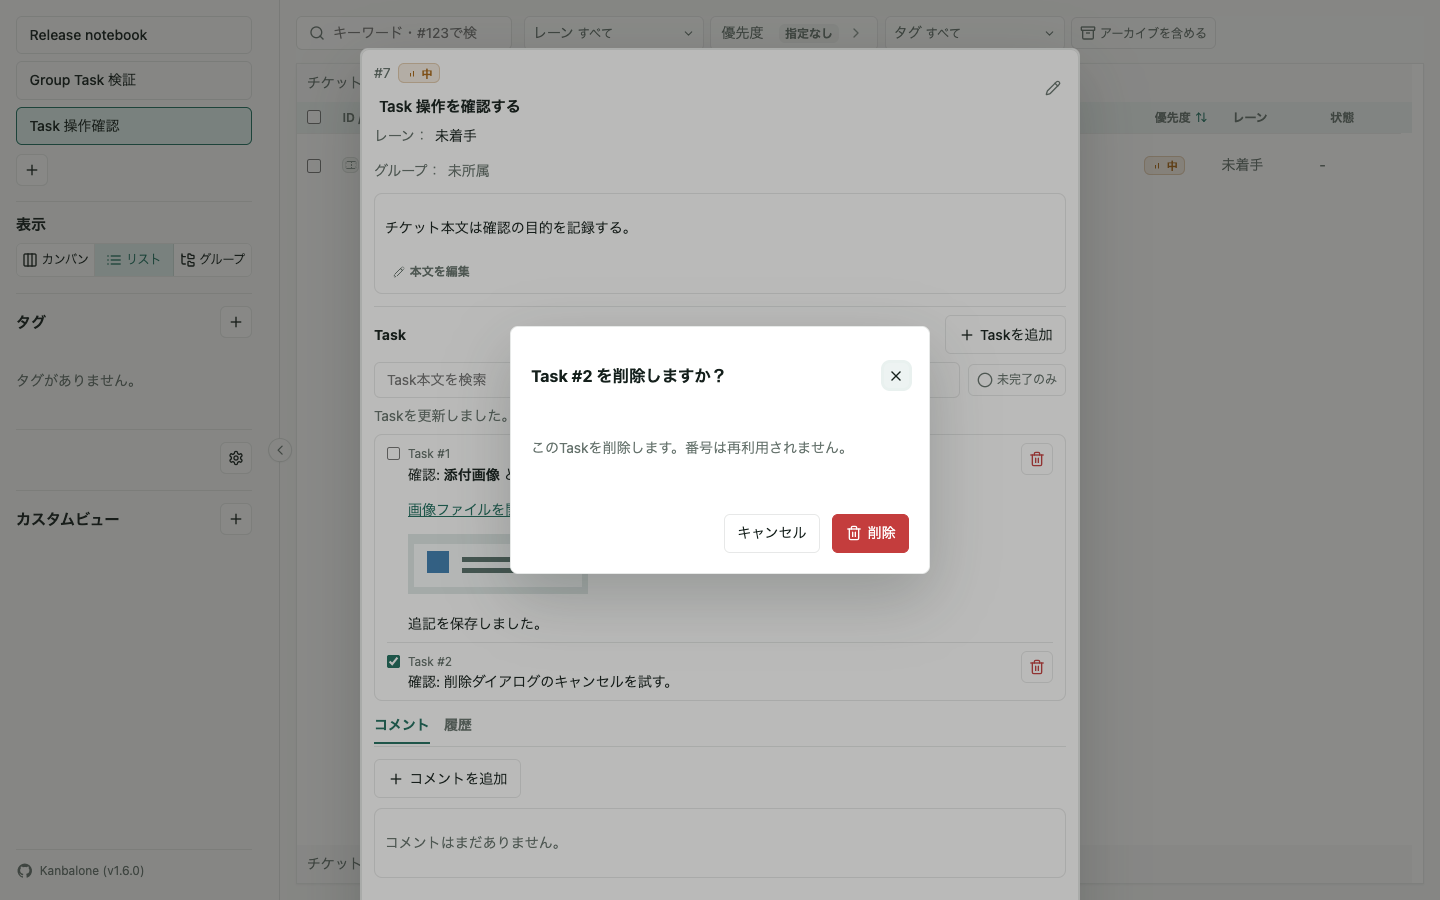 Release notebook
Group Task 検証
Task 操作確認
表示
カンバン
リスト
グループ
タグ
タグがありません。
カスタムビュー
Kanbalone (v1.6.0)
キーワード・#123で検
レーン すべて
優先度 指定なし
タグ すべて
アーカイブを含める
チケット
ID
優先度
レーン
状態
中
未着手
-
チケット
#7 中
Task 操作を確認する
レーン： 未着手
グループ： 未所属
チケット本文は確認の目的を記録する。
本文を編集
Task
Taskを追加
Task本文を検索
未完了のみ
Taskを更新しました。
Task #1
確認: 添付画像
画像ファイルを
追記を保存しました。
Task #2
確認: 削除ダイアログのキャンセルを試す。
コメント
履歴
コメントを追加
コメントはまだありません。
Task #2 を削除しますか？
このTaskを削除します。番号は再利用されません。
キャンセル
削除